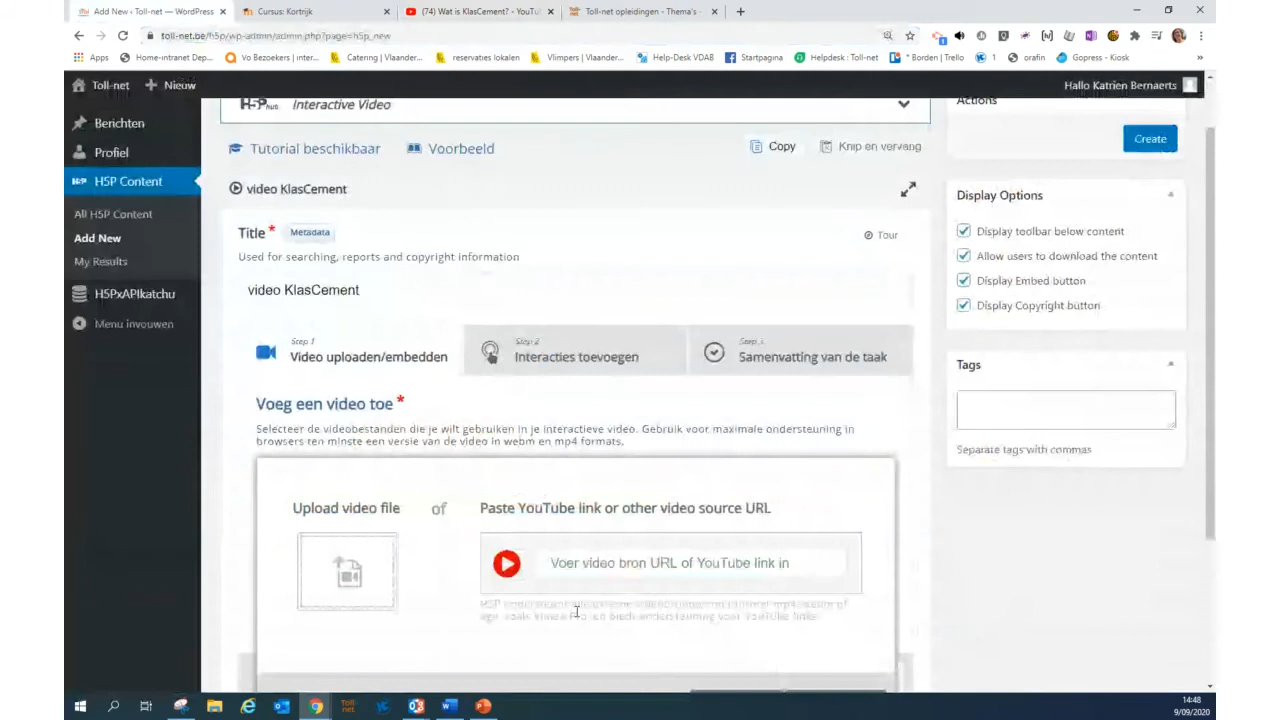 Add New ‹ Toll-net — WordPress
Cursus: Kortrijk
(74) Wat is KlasCement? - YouTu
Toll-net opleidingen - Thema's -
toll-net.be/h5p/wp-admin/admin.php?page=h5p_new
Apps
Home-intranet Dep...
Vo Bezoekers | inter...
Catering | Vlaander...
reservaties lokalen
Vlimpers | Vlaander...
Help-Desk VDAB
Startpagina
Helpdesk : Toll-net
* Borden | Trello
1
orafin
Gopress - Kiosk
Toll-net
Nieuw
Hallo Katrien Bernaerts
Berichten
Profiel
H5P Content
All H5P Content
Add New
My Results
H5PxAPIkatchu
Menu invouwen
H5P hub
Interactive Video
Tutorial beschikbaar
Voorbeeld
Copy
Knip en vervang
video KlasCement
Title *
Metadata
Tour
Used for searching, reports and copyright information
video KlasCement
Step 1
Video uploaden/embedden
Step 2
Interacties toevoegen
Samenvatting van de taak
Voeg een video toe *
Selecteer de videobestanden die je wilt gebruiken in je interactieve video. Gebruik voor maximale ondersteuning in
browsers ten minste een versie van de video in webm en mp4 formats.
Upload video file
of
Paste YouTube link or other video source URL
Voer video bron URL of YouTube link in
Actions
Create
Display Options
Display toolbar below content
Allow users to download the content
Display Embed button
Display Copyright button
Tags
Separate tags with commas
14:48
9/09/2020